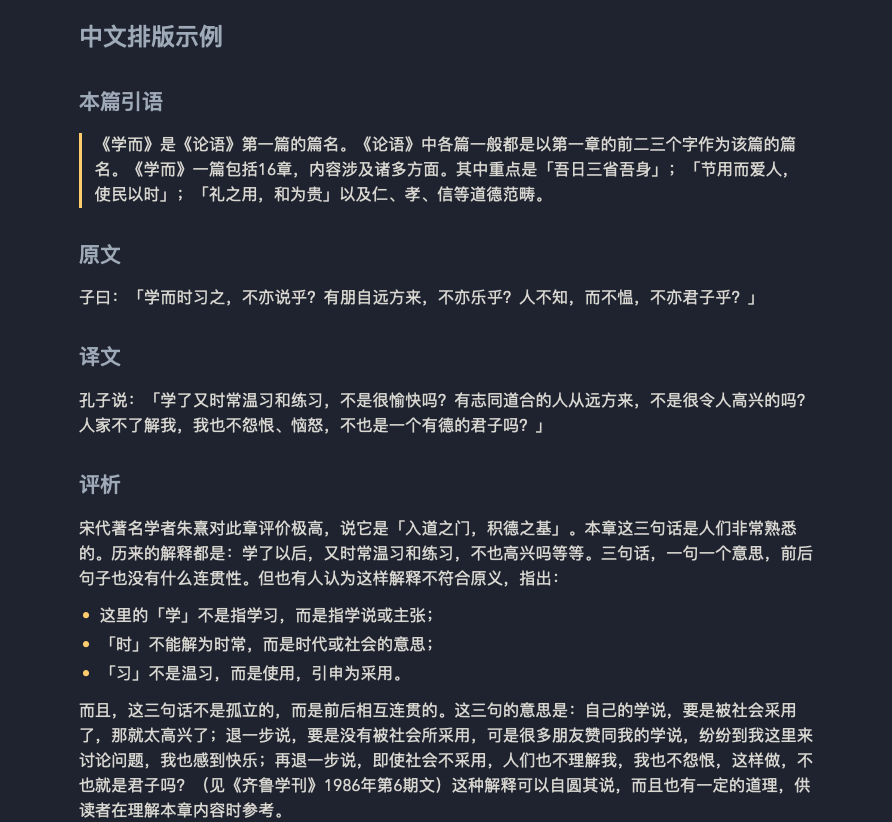 中文排版示例
本篇引语
《学而》是《论语》第一篇的篇名。《论语》中各篇一般都是以第一章的前二三个字作为该篇的篇
名。《学而》一篇包括16章，内容涉及诸多方面。其中重点是「吾日三省吾身」；「节用而爱人，
使民以时」；「礼之用，和为贵」以及仁、孝、信等道德范畴。
原文
子曰：「学而时习之，不亦说乎？有朋自远方来，不亦乐乎？人不知，而不愠，不亦君子乎？」
译文
孔子说：「学了又时常温习和练习，不是很愉快吗？有志同道合的人从远方来，不是很令人高兴的吗？
人家不了解我，我也不怨恨、恼怒，不也是一个有德的君子吗？」
评析
宋代著名学者朱熹对此章评价极高，说它是「入道之门，积德之基」。本章这三句话是人们非常熟悉
的。历来的解释都是：学了以后，又时常温习和练习，不也高兴吗等等。三句话，一句一个意思，前后
句子也没有什么连贯性。但也有人认为这样解释不符合原义，指出：
这里的「学」不是指学习，而是指学说或主张；
「时」不能解为时常，而是时代或社会的意思；
「习」不是温习，而是使用，引申为采用。
而且，这三句话不是孤立的，而是前后相互连贯的。这三句的意思是：自己的学说，要是被社会采用
了，那就太高兴了；退一步说，要是没有被社会所采用，可是很多朋友赞同我的学说，纷纷到我这里来
讨论问题，我也感到快乐；再退一步说，即使社会不采用，人们也不理解我，我也不怨恨，这样做，不
也就是君子吗？（见《齐鲁学刊》1986年第6期文）这种解释可以自圆其说，而且也有一定的道理，供
读者在理解本章内容时参考。